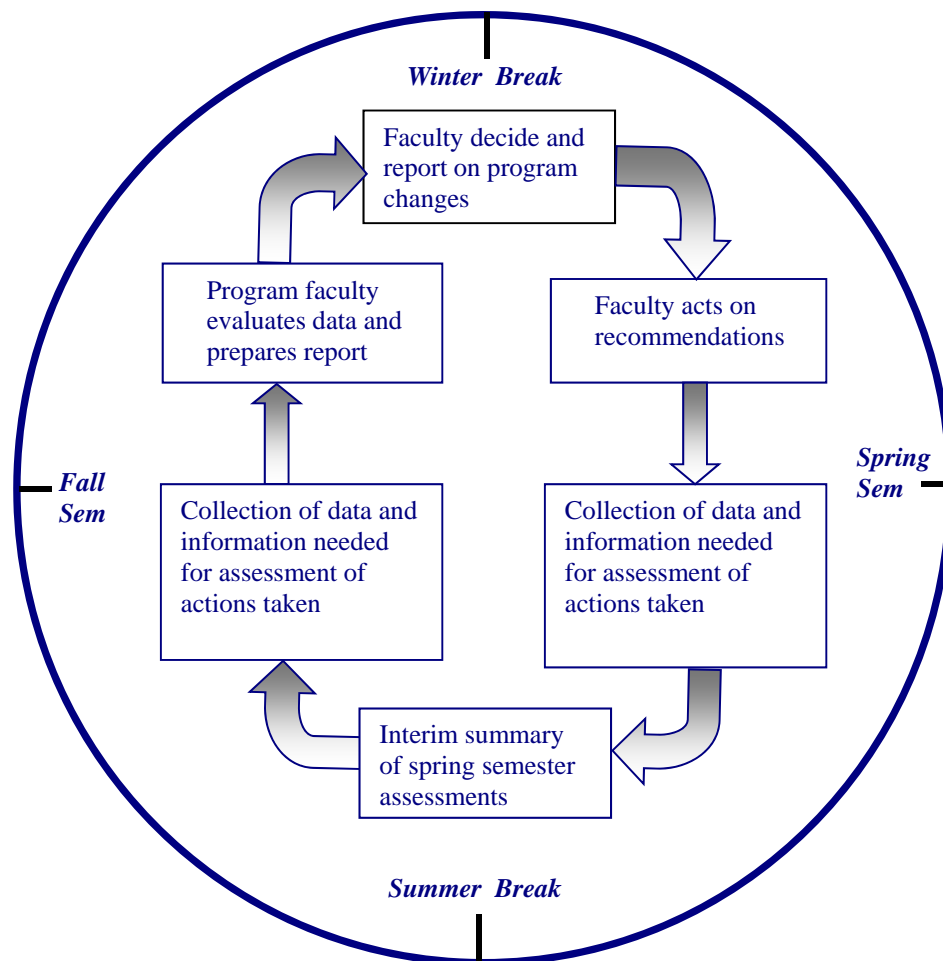 Winter Break
Faculty decide and
report on program
changes
Program faculty
evaluates data and
prepares report
Faculty acts on
recommendations
Fall
Sem
Spring
Sem
Collection of data and
information needed
for assessment of
actions taken
Collection of data and
information needed
for assessment of
actions taken
Interim summary
of spring semester
assessments
Summer Break